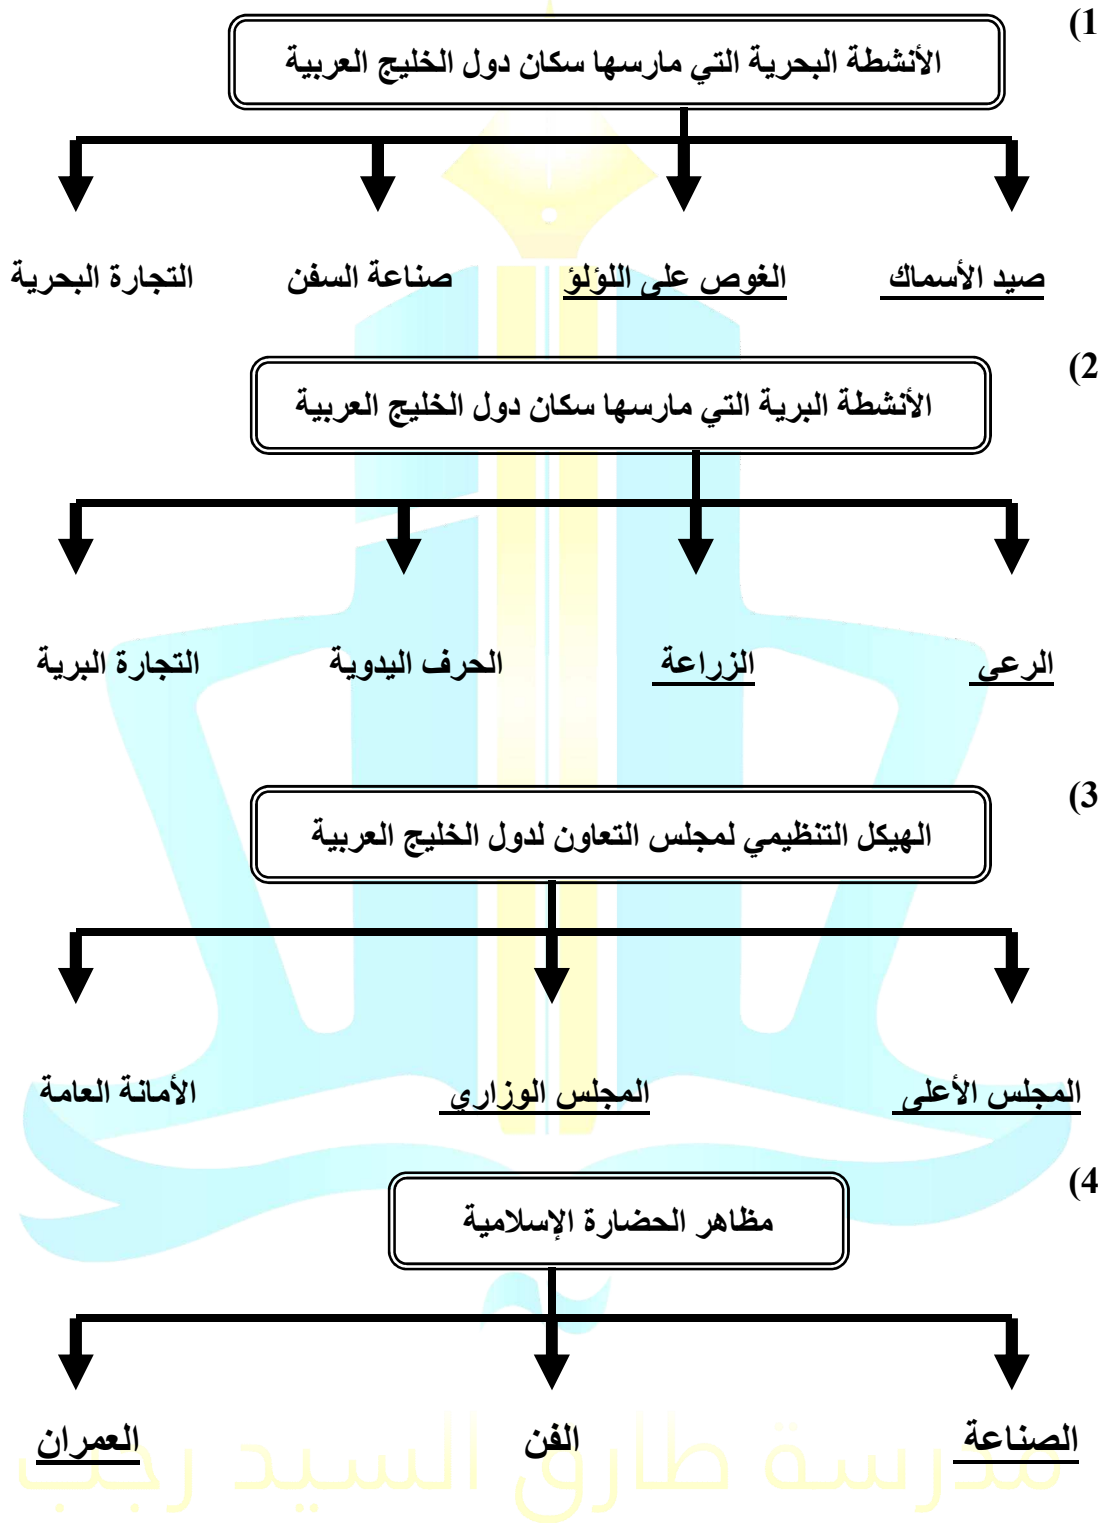 (1
الأنشطة البحرية التي مارسها سكان دول الخليج العربية
صيد الأسماك الغوص على اللؤلؤ صناعة السفن التجارة البحرية
(2
الأنشطة البرية التي مارسها سكان دول الخليج العربية
الرعي الزراعة الحرف اليدوية التجارة البرية
(3
الهيكل التنظيمي لمجلس التعاون لدول الخليج العربية
المجلس الأعلى المجلس الوزاري الأمانة العامة
(4
مظاهر الحضارة الإسلامية
الصناعة الفن العمران
مدرسة طارق السيد رجب